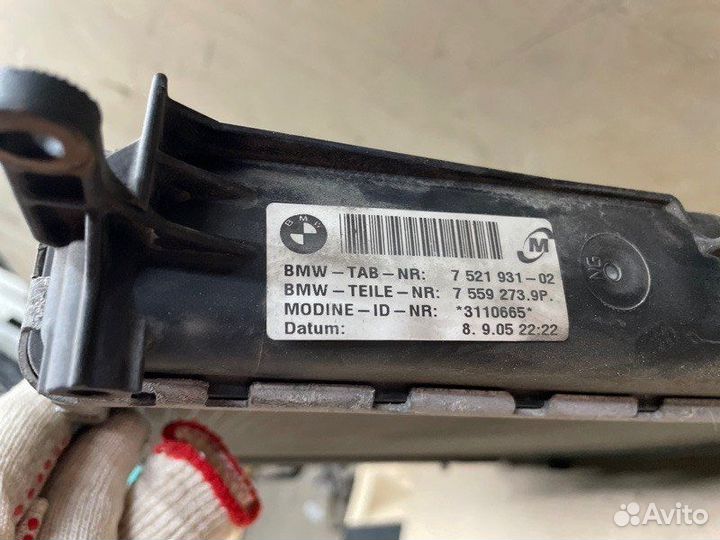 BMW
BMW-TAB-NR: 7 521 931-02
BMW-TEILE-NR: 7 559 273.9P.
MODINE-ID-NR: *3110665*
Datum: 8. 9.05 22:22
M
NG
Avito